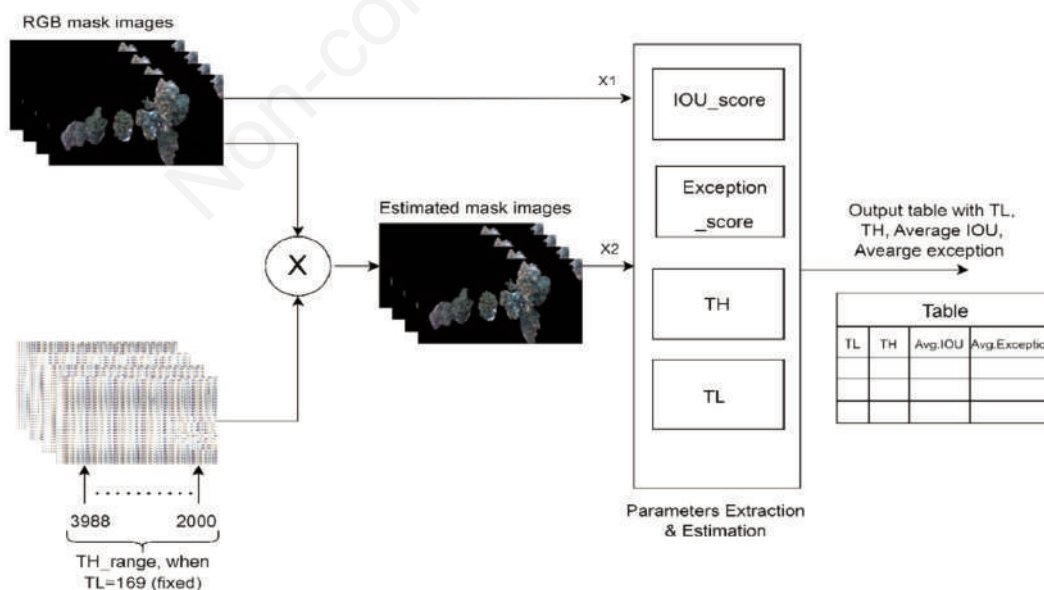 RGB mask images
Non-co
X1
IOU_score
Exception
_score
Estimated mask images
X
X2
TH
TL
Output table with TL,
TH, Average IOU,
Avearge exception
Table
TL TH Avg.IOU Avg.Exceptio
3988 2000
TH_range, when
TL=169 (fixed)
Parameters Extraction
& Estimation